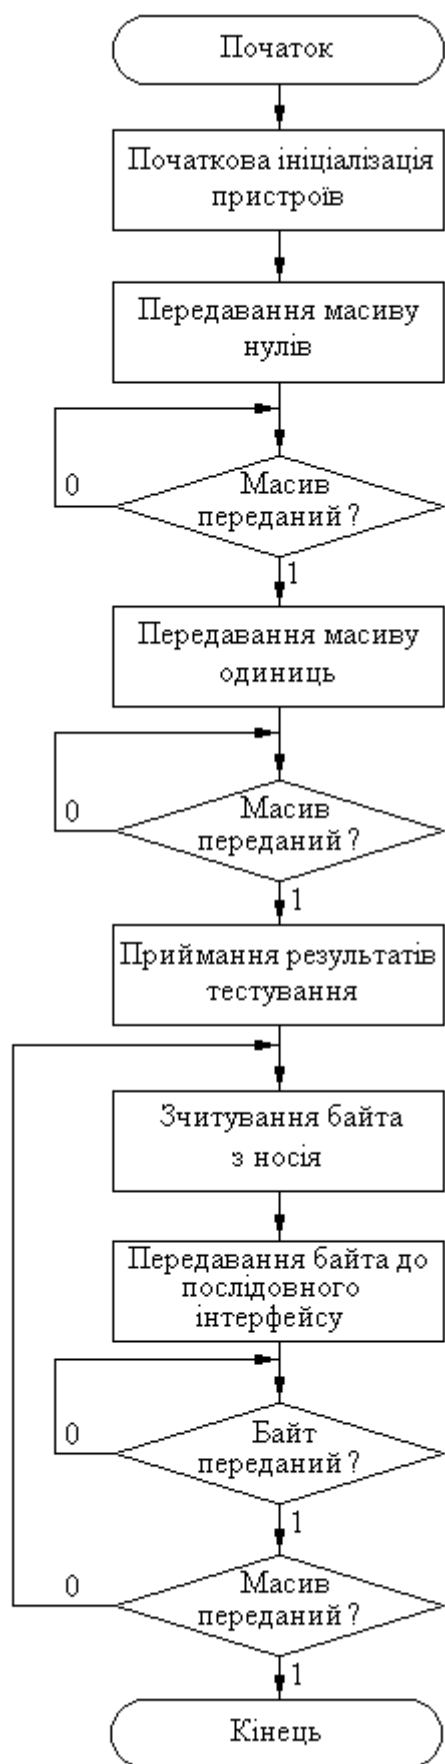 Початок
Початкова ініціалізація
пристроїв
Передавання масиву
нулів
0
Масив
переданий ?
1
Передавання масиву
одиниць
0
Масив
переданий ?
1
Приймання результатів
тестування
Зчитування байта
з носія
Передавання байта до
послідовного
інтерфейсу
0
Байт
переданий ?
1
0
Масив
переданий ?
1
Кінець